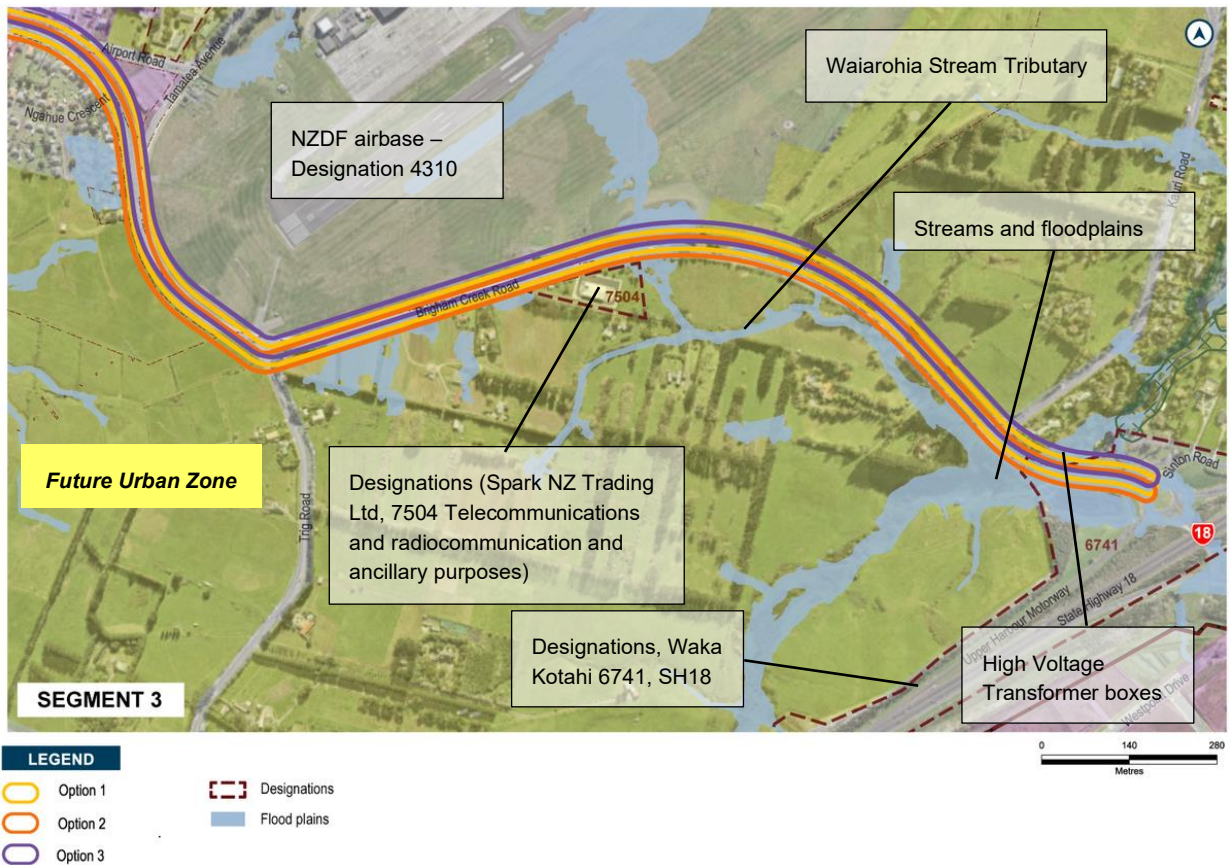 Airport Road
Tamatea Avenue
Ngahue Crescent
NZDF airbase –
Designation 4310
Waiarohia Stream Tributary
Kauri Road
Streams and floodplains
Brigham Creek Road
7504
Future Urban Zone
Trig Road
Designations (Spark NZ Trading
Ltd, 7504 Telecommunications
and radiocommunication and
ancillary purposes)
Sinton Road
18
6741
Upper Harbour Motorway
State Highway 18
Designations, Waka
Kotahi 6741, SH18
High Voltage
Transformer boxes
Westpoint Drive
SEGMENT 3
LEGEND
Option 1
Option 2
Option 3
Designations
Flood plains
0 140 280
Metres